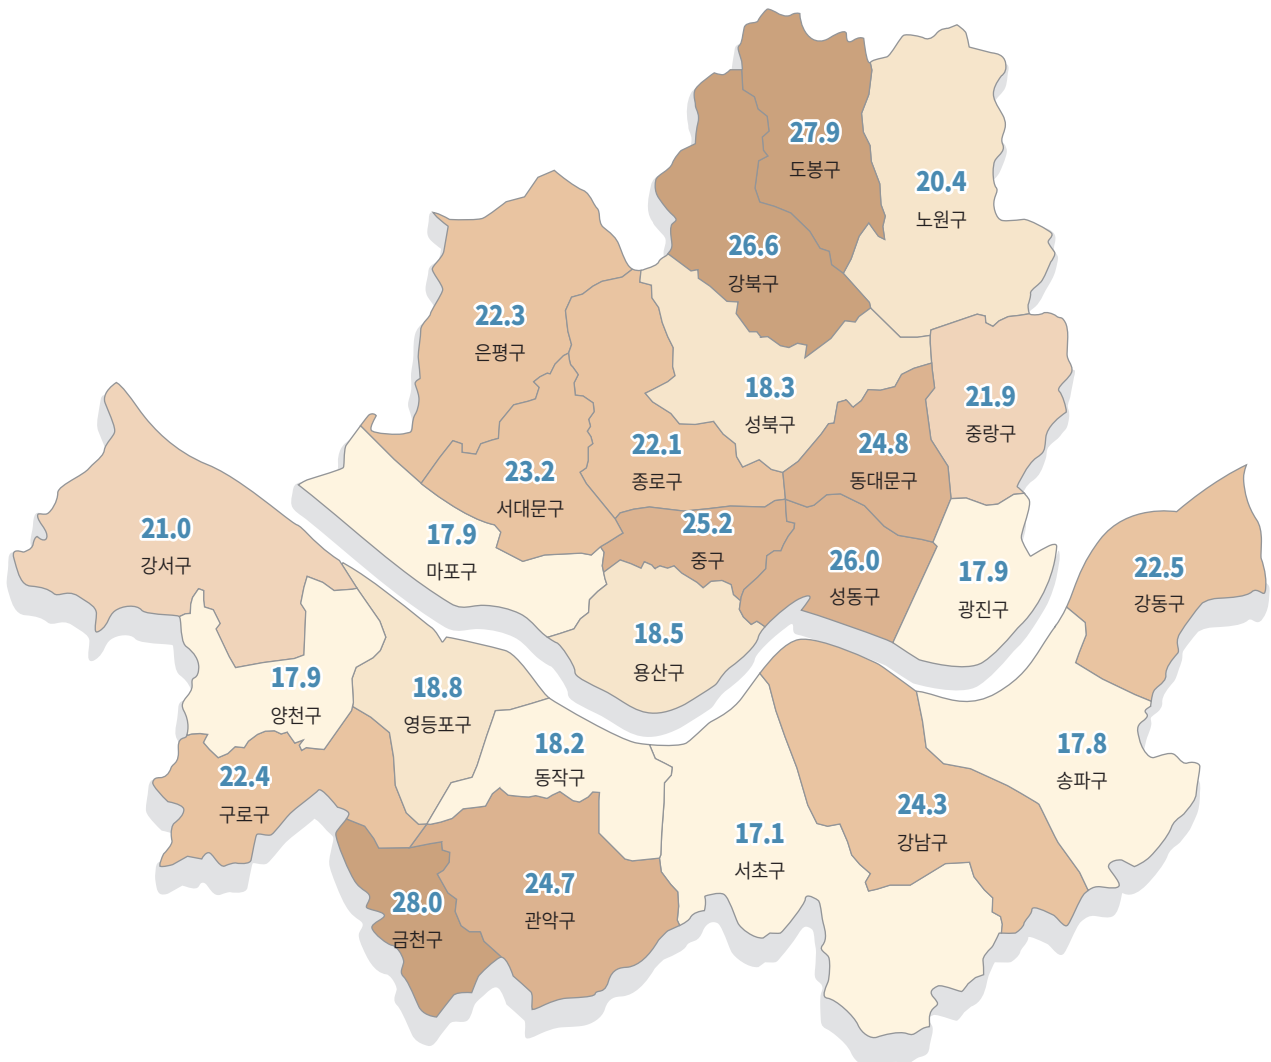 27.9
도봉구
20.4
노원구
26.6
강북구
22.3
은평구
18.3
성북구
21.9
중랑구
22.1
종로구
24.8
동대문구
23.2
서대문구
21.0
강서구
17.9
마포구
25.2
중구
26.0
성동구
17.9
광진구
22.5
강동구
18.5
용산구
17.9
양천구
18.8
영등포구
18.2
동작구
17.8
송파구
22.4
구로구
24.3
강남구
17.1
서초구
24.7
관악구
28.0
금천구